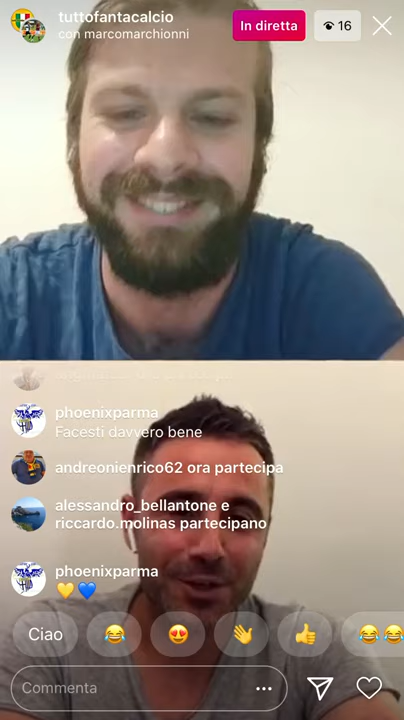 tuttofantacalcio
con marcomarchionni
In diretta
16
phoenixparma
Facesti davvero bene
andreonienrico62 ora partecipa
alessandro_bellantone e
riccardo.molinas partecipano
phoenixparma
💛💙
Ciao 😂 😍 👋 👍 😂😂
Commenta